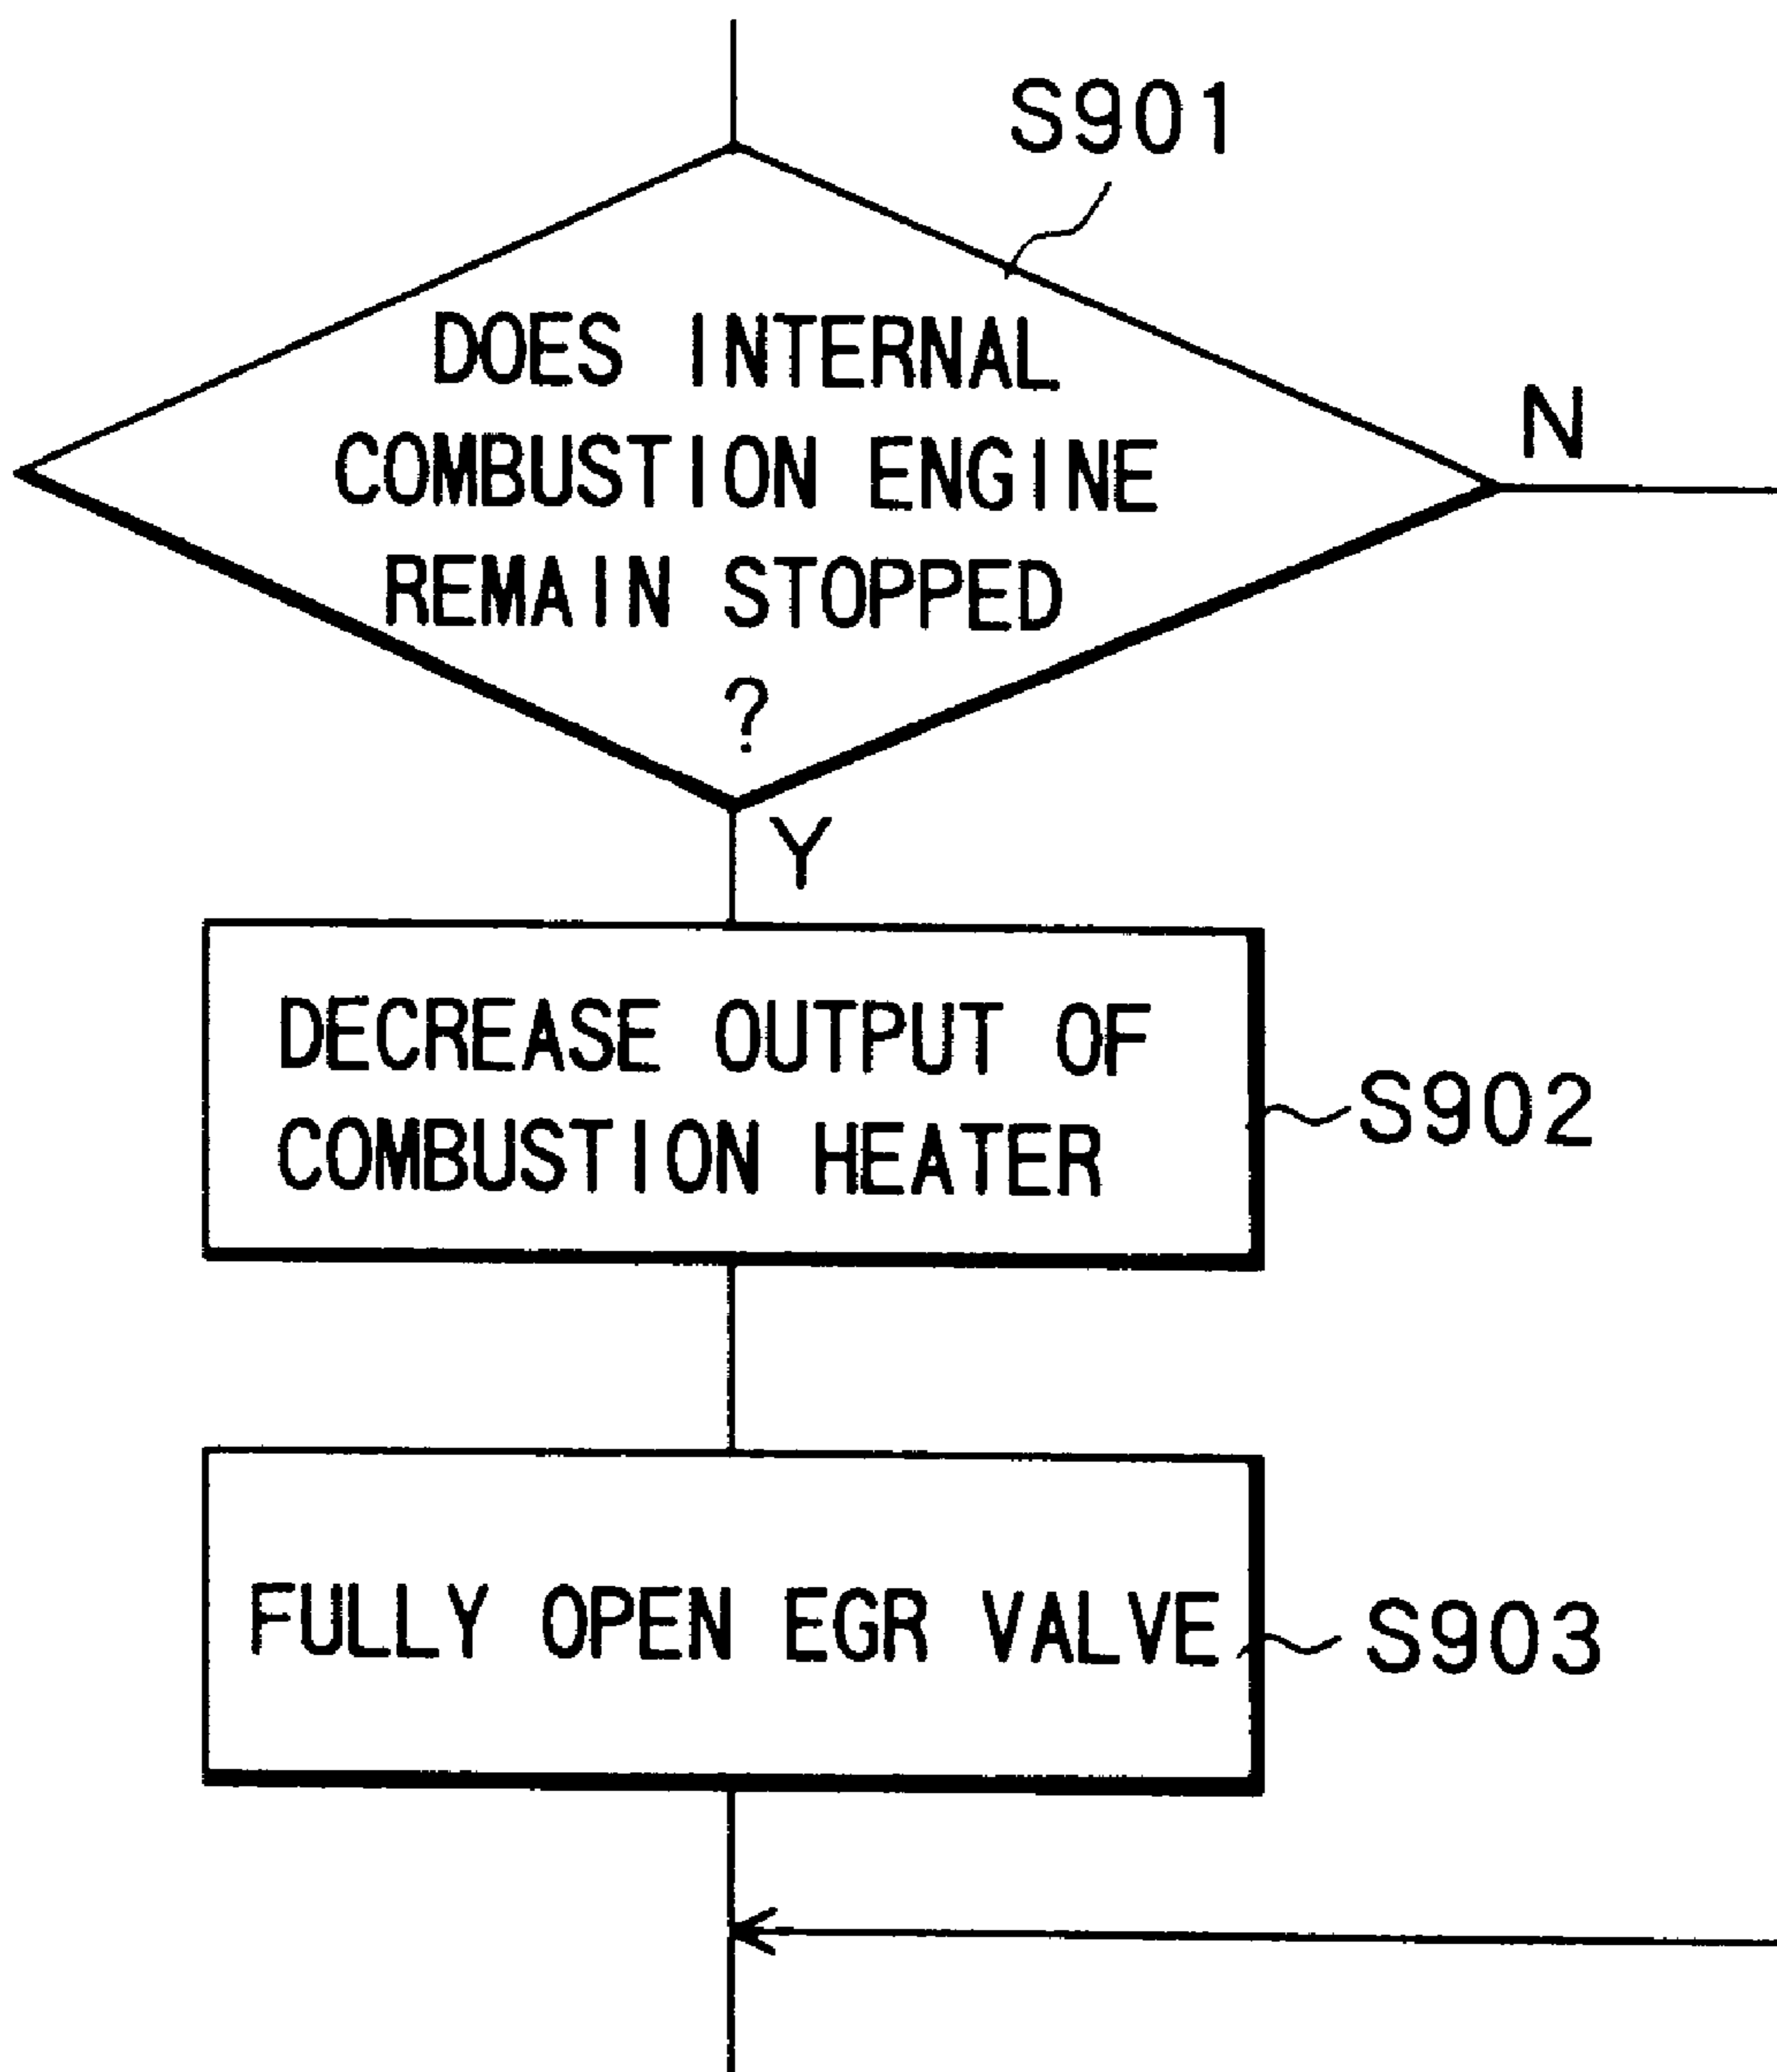 S901
DOES INTERNAL
COMBUSTION ENGINE
REMAIN STOPPED
?
N
Y
DECREASE OUTPUT OF
COMBUSTION HEATER
S902
FULLY OPEN EGR VALVE
S903